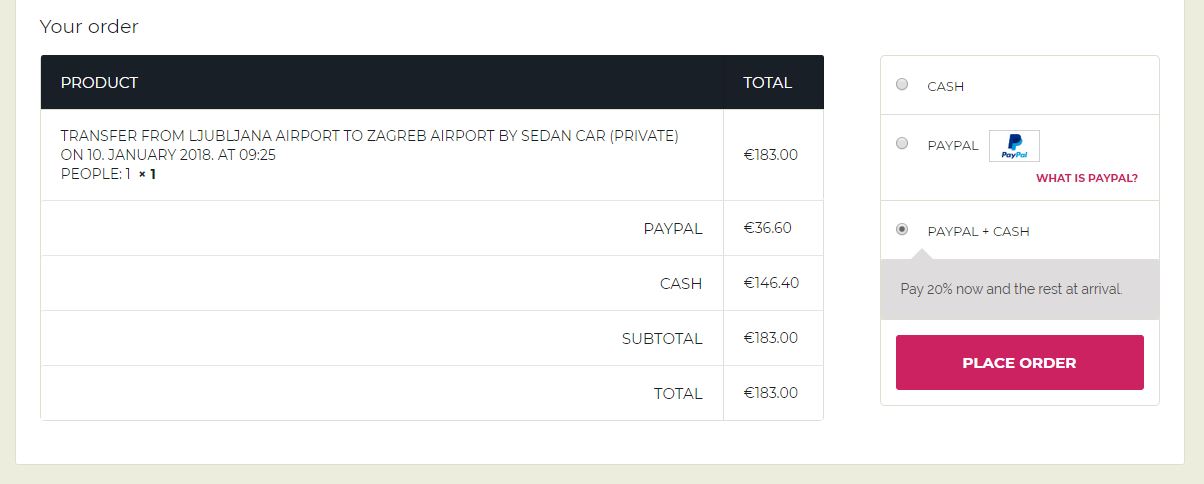 Your order
PRODUCT TOTAL
TRANSFER FROM LJUBLJANA AIRPORT TO ZAGREB AIRPORT BY SEDAN CAR (PRIVATE)
ON 10. JANUARY 2018. AT 09:25
PEOPLE: 1 × 1
€183.00
PAYPAL €36.60
CASH €146.40
SUBTOTAL €183.00
TOTAL €183.00
CASH
PAYPAL PayPal
WHAT IS PAYPAL?
PAYPAL + CASH
Pay 20% now and the rest at arrival.
PLACE ORDER